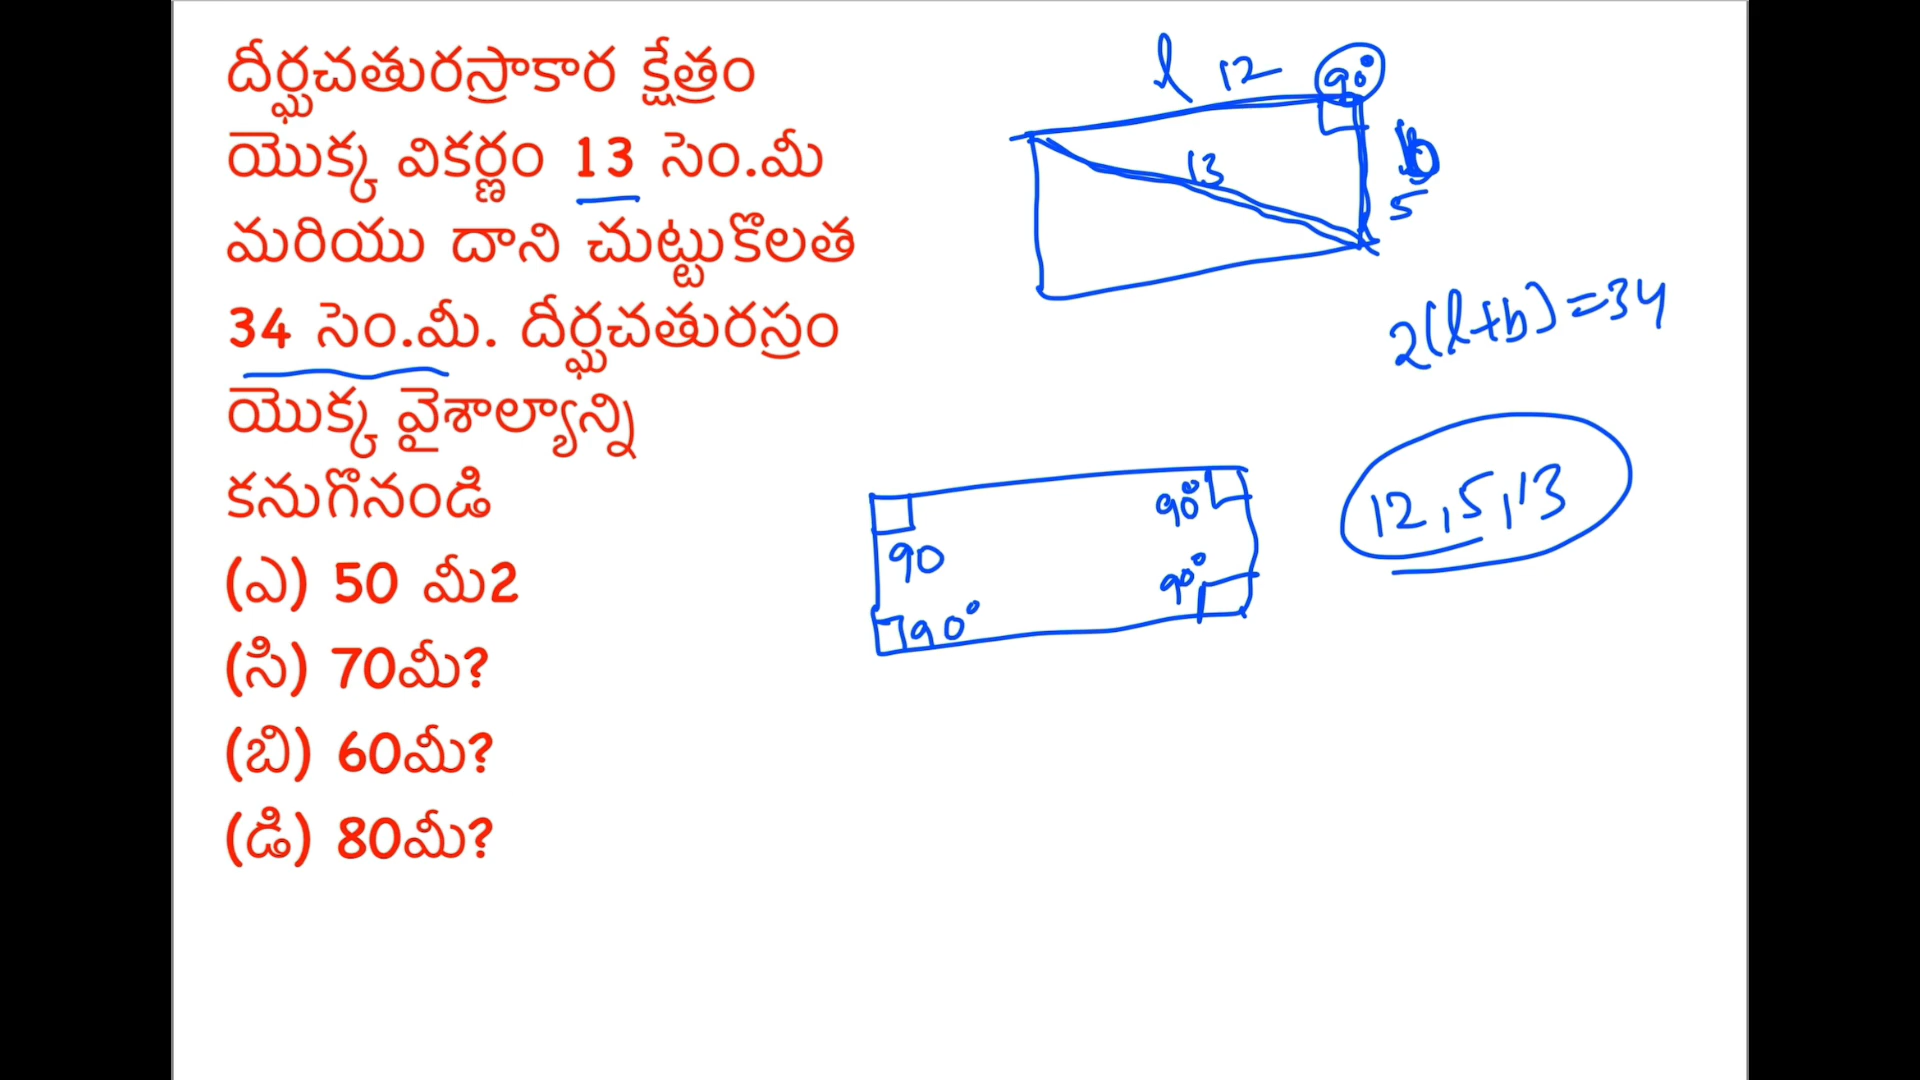 దీర్ఘచతురస్రాకార క్షేత్రం
యొక్క వికర్ణం 13 సెం.మీ
మరియు దాని చుట్టుకొలత
34 సెం.మీ. దీర్ఘచతురస్రం
యొక్క వైశాల్యాన్ని
కనుగొనండి
(ఎ) 50 మీ2
(సి) 70మీ?
(బి) 60మీ?
(డి) 80మీ?
l 12 90°
13 b
5
2(l+b)=34
12,5,13
90°
90
90°
90°